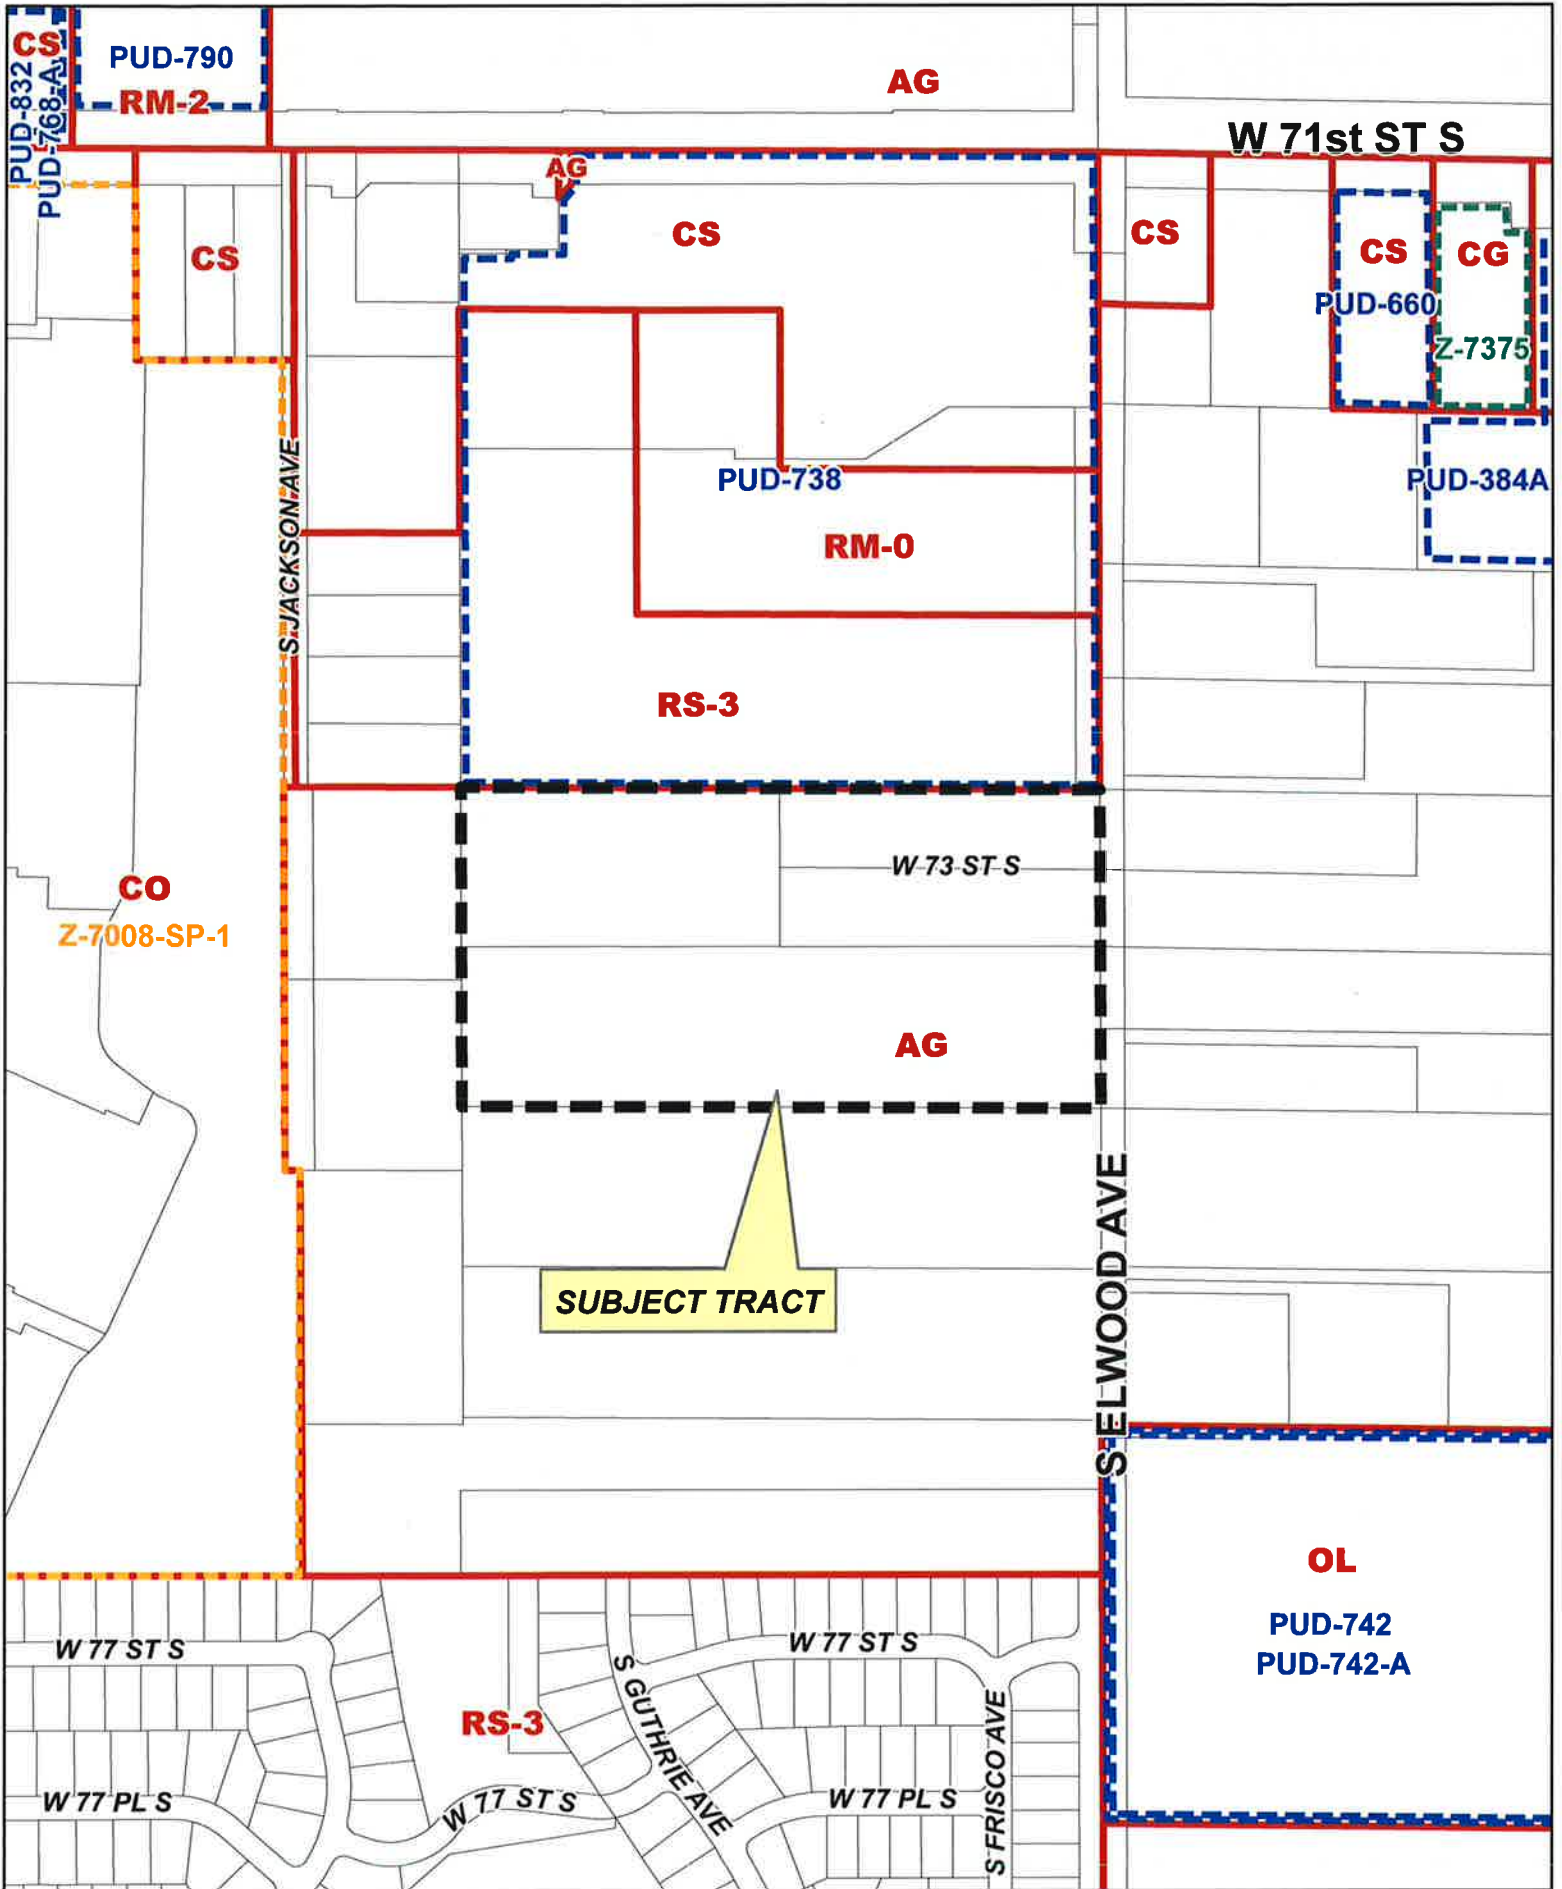 CS
PUD-832
PUD-768-A
PUD-790
RM-2
AG
W 71st ST S
AG
CS
CS
CS
CS
PUD-660
CG
Z-7375
S JACKSON AVE
PUD-738
PUD-384A
RM-0
RS-3
W 73 ST S
CO
Z-7008-SP-1
AG
S ELWOOD AVE
SUBJECT TRACT
OL
PUD-742
PUD-742-A
W 77 ST S
W 77 ST S
S GUTHRIE AVE
S FRISCO AVE
RS-3
W 77 PL S
W 77 ST S
W 77 PL S